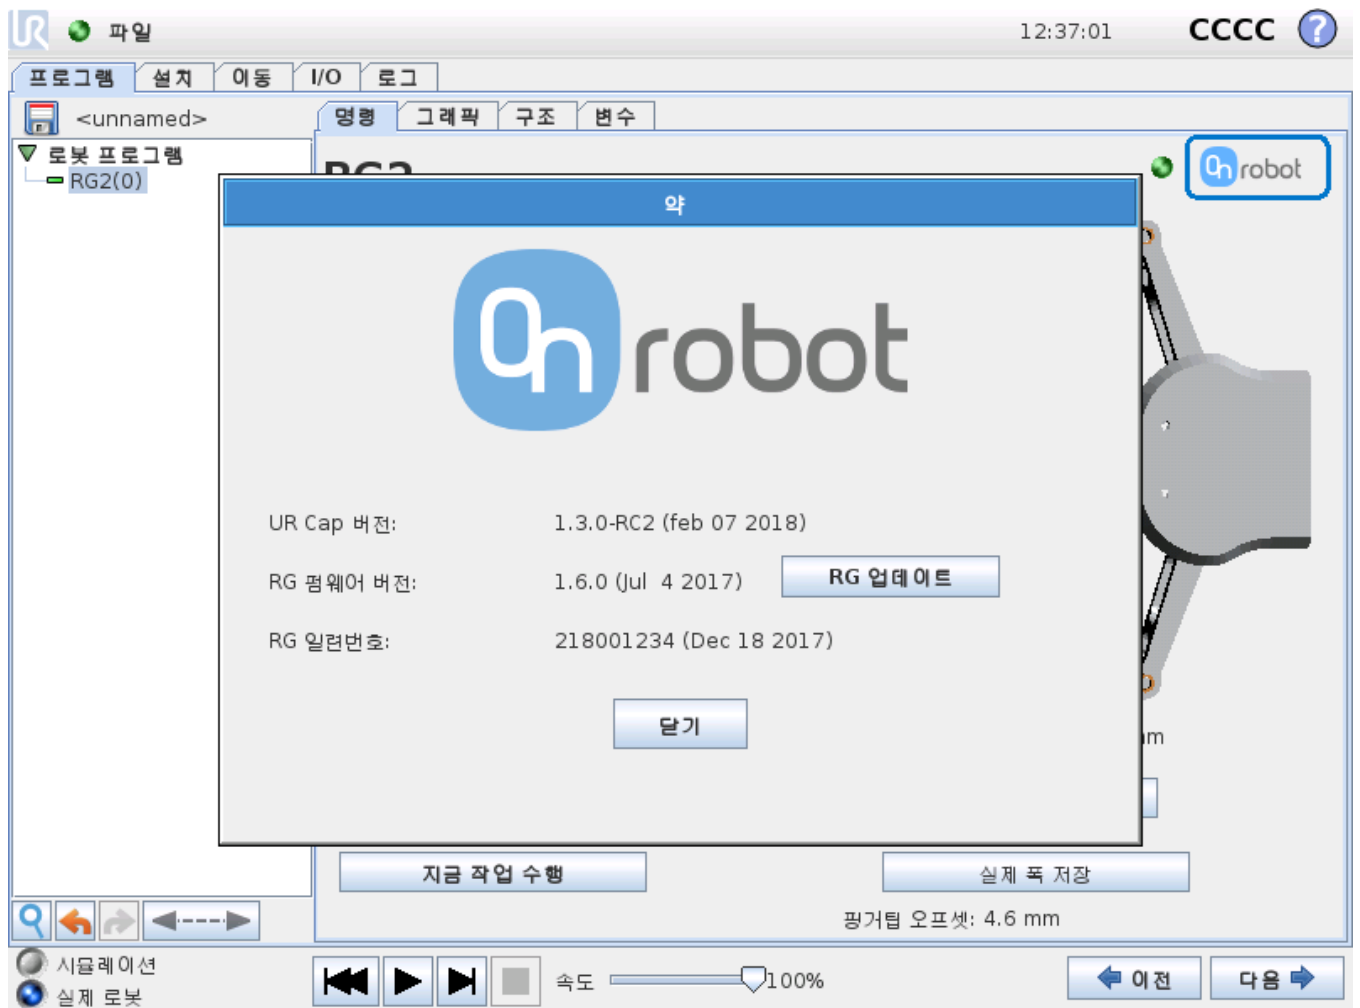 UR
파일
12:37:01
CCCC
?
프로그램
설치
이동
I/O
로그
<unnamed>
명령
그래픽
구조
변수
로봇 프로그램
RG2(0)
RG2
On robot
약
On robot
UR Cap 버전:
1.3.0-RC2 (feb 07 2018)
RG 펌웨어 버전:
1.6.0 (Jul 4 2017)
RG 업데이트
RG 일련번호:
218001234 (Dec 18 2017)
닫기
지금 작업 수행
실제 폭 저장
핑거팁 오프셋: 4.6 mm
시뮬레이션
실제 로봇
속도
100%
이전
다음